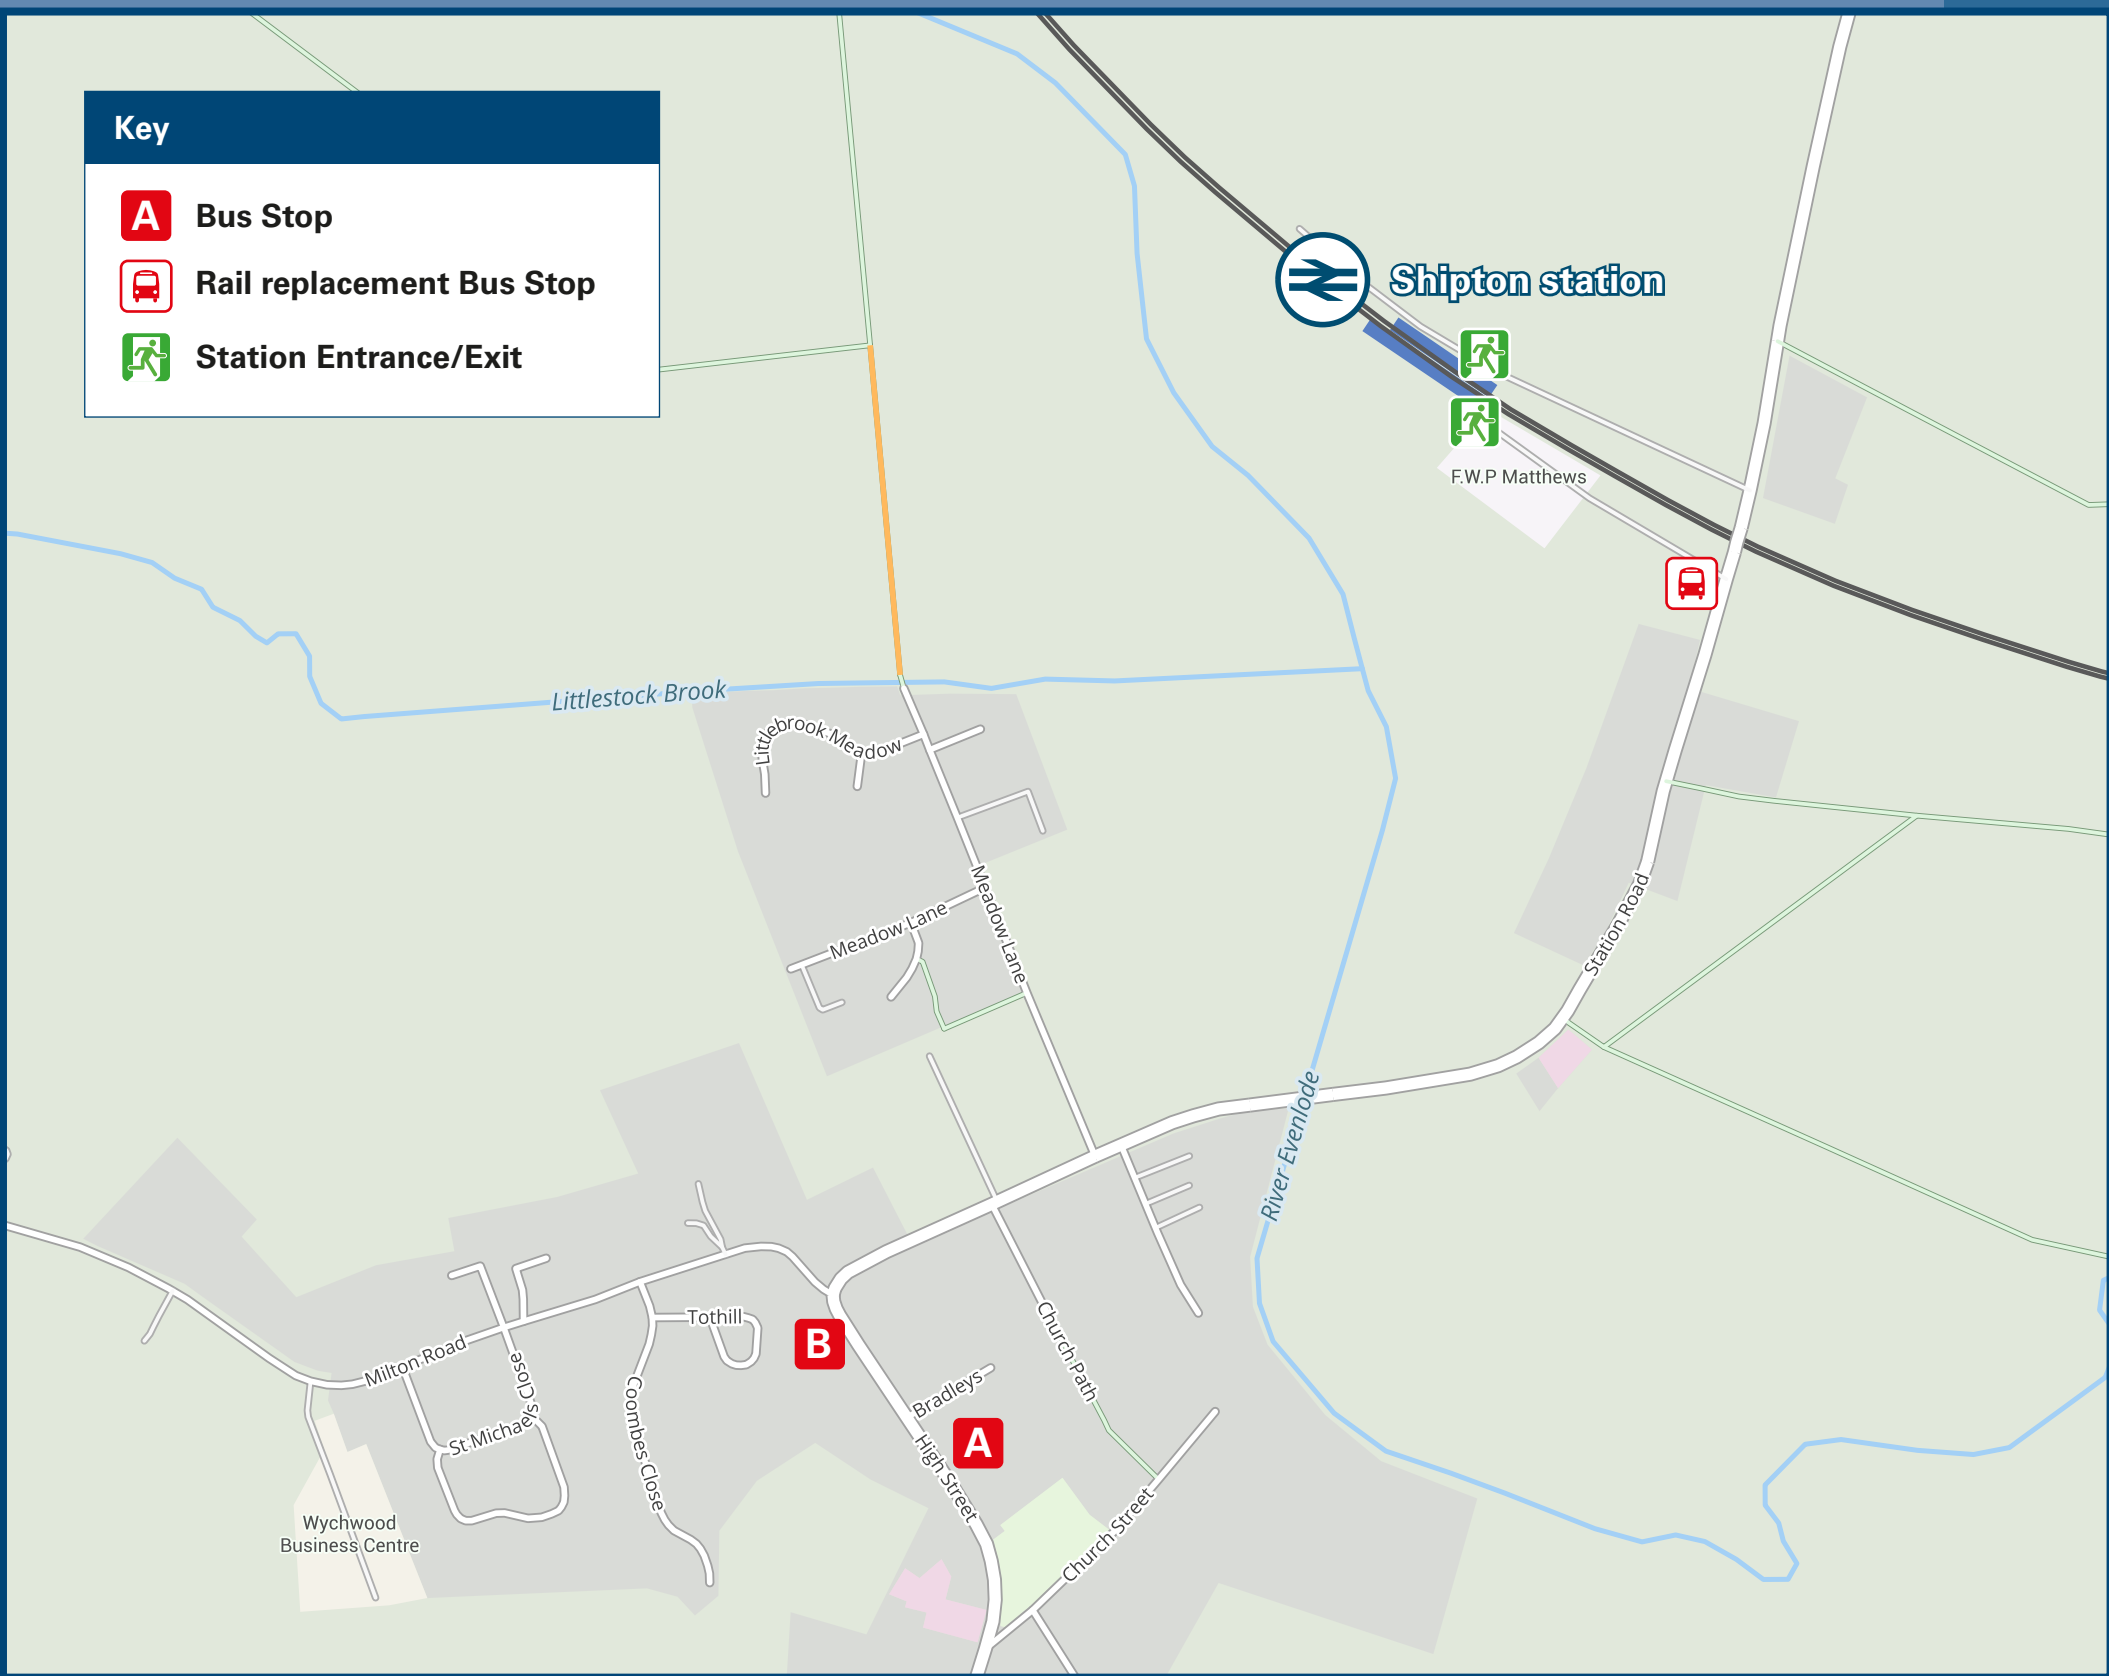 Key
A
Bus Stop
Rail replacement Bus Stop
Station Entrance/Exit
Shipton station
F.W.P Matthews
Littlestock Brook
Littlebrook Meadow
Meadow Lane
Meadow Lane
Station Road
River Evenlode
Tothill
B
Milton Road
Church Path
St Michaels Close
Coombes Close
Bradleys
A
High Street
Church Street
Wychwood
Business Centre